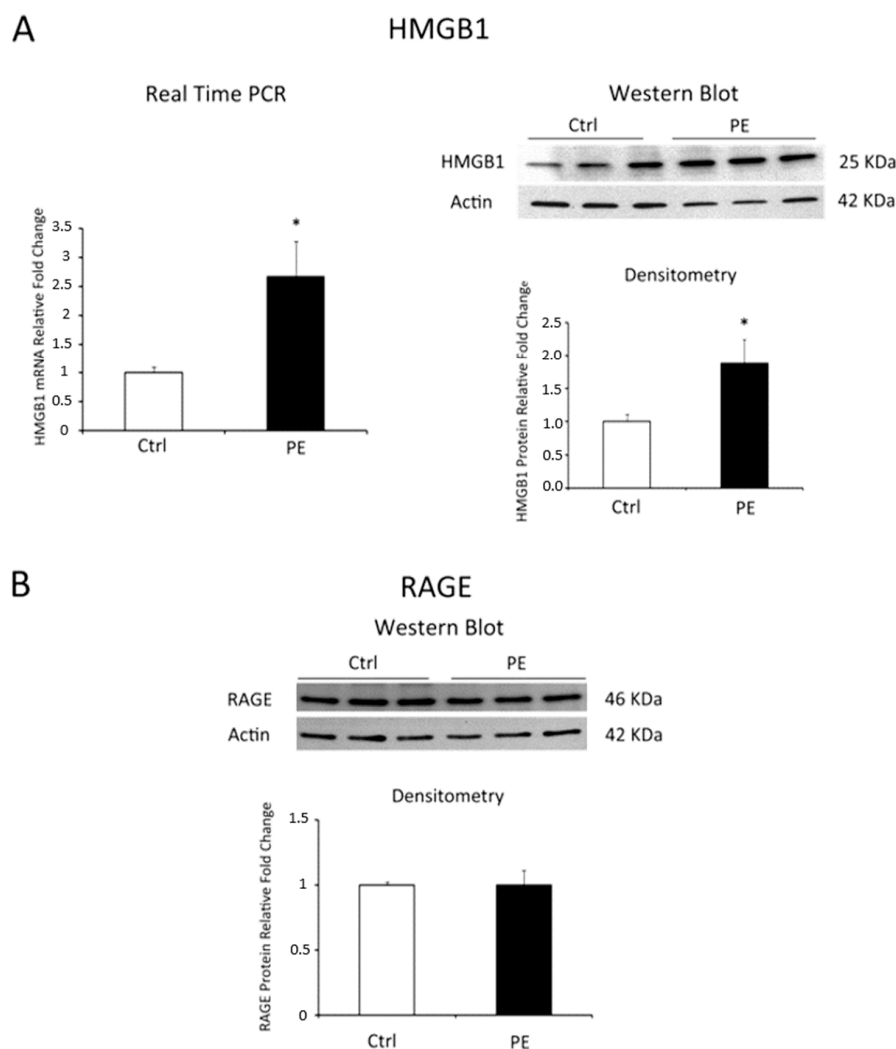 A
HMGB1
Real Time PCR
HMGB1 mRNA Relative Fold Change
3.5
3
2.5
2
1.5
1
0.5
0
*
Ctrl
PE
Western Blot
Ctrl PE
HMGB1 25 KDa
Actin 42 KDa
Densitometry
HMGB1 Protein Relative Fold Change
2.5
2.0
1.5
1.0
0.5
0.0
*
Ctrl
PE
B
RAGE
Western Blot
Ctrl PE
RAGE 46 KDa
Actin 42 KDa
Densitometry
RAGE Protein Relative Fold Change
1.5
1
0.5
0
Ctrl
PE